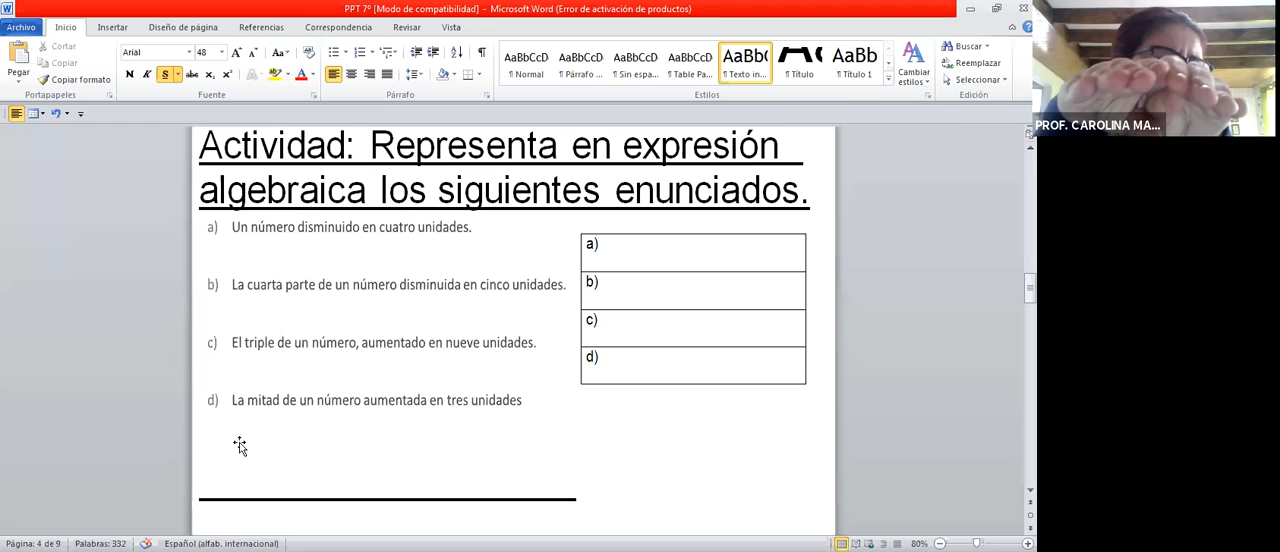 PPT 7º [Modo de compatibilidad] - Microsoft Word (Error de activación de productos)
Archivo Inicio Insertar Diseño de página Referencias Correspondencia Revisar Vista
Pegar
Cortar
Copiar
Copiar formato
Portapapeles
Arial 48
N K S abc x₂ x²
Fuente
Párrafo
AaBbCcD AaBbCcD AaBbCcD AaBbCcD AaBb( AaBb
¶ Normal ¶ Párrafo ... ¶ Sin espa... ¶ Table Pa... ¶ Texto in... ¶ Título ¶ Título 1
Estilos
Cambiar
estilos
Buscar
Reemplazar
Seleccionar
Edición
PROF. CAROLINA MA...
Actividad: Representa en expresión
algebraica los siguientes enunciados.
a) Un número disminuido en cuatro unidades.
b) La cuarta parte de un número disminuida en cinco unidades.
c) El triple de un número, aumentado en nueve unidades.
d) La mitad de un número aumentada en tres unidades
a)
b)
c)
d)
Página: 4 de 9 Palabras: 332 Español (alfab. internacional) 80%